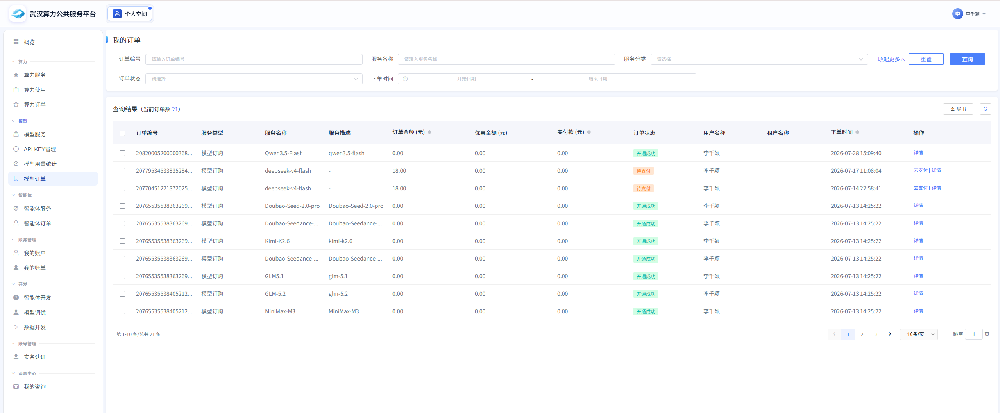 武汉算力公共服务平台
个人空间
李 李千颖
概览
算力
算力服务
算力使用
算力订单
模型
模型服务
API KEY管理
模型用量统计
模型订单
智能体
智能体服务
智能体订单
账务管理
我的账户
我的账单
开发
智能体开发
模型调优
数据开发
账号管理
实名认证
消息中心
我的咨询
我的订单
订单编号 请输入订单编号 服务名称 请输入服务名称 服务分类 请选择 收起更多 重置 查询
订单状态 请选择 下单时间 开始日期 - 结束日期
查询结果（当前订单数 21） 导出
订单编号 服务类型 服务名称 服务描述 订单金额 (元) 优惠金额 (元) 实付款 (元) 订单状态 用户名称 租户名称 下单时间 操作
20820005200000368... 模型订购 Qwen3.5-Flash qwen3.5-flash 0.00 0.00 0.00 开通成功 李千颖 2026-07-28 15:09:40 详情
20779534533835284... 模型订购 deepseek-v4-flash - 18.00 0.00 0.00 待支付 李千颖 2026-07-17 11:08:04 去支付 | 详情
20770451221872025... 模型订购 deepseek-v4-flash - 18.00 0.00 0.00 待支付 李千颖 2026-07-14 22:58:41 去支付 | 详情
20765535538363269... 模型订购 Doubao-Seed-2.0-pro Doubao-Seed-2.0-pro 0.00 0.00 0.00 开通成功 李千颖 2026-07-13 14:25:22 详情
20765535538363269... 模型订购 Doubao-Seedance-... Doubao-Seedance-... 0.00 0.00 0.00 开通成功 李千颖 2026-07-13 14:25:22 详情
20765535538363269... 模型订购 Kimi-K2.6 kimi-k2.6 0.00 0.00 0.00 开通成功 李千颖 2026-07-13 14:25:22 详情
20765535538363269... 模型订购 Doubao-Seedance-... Doubao-Seedance-... 0.00 0.00 0.00 开通成功 李千颖 2026-07-13 14:25:22 详情
20765535538363269... 模型订购 GLM5.1 glm-5.1 0.00 0.00 0.00 开通成功 李千颖 2026-07-13 14:25:22 详情
20765535538405212... 模型订购 GLM-5.2 glm-5.2 0.00 0.00 0.00 开通成功 李千颖 2026-07-13 14:25:22 详情
20765535538405212... 模型订购 MiniMax-M3 MiniMax-M3 0.00 0.00 0.00 开通成功 李千颖 2026-07-13 14:25:22 详情
第 1-10 条/总共 21 条 1 2 3 10条/页 跳至 1 页